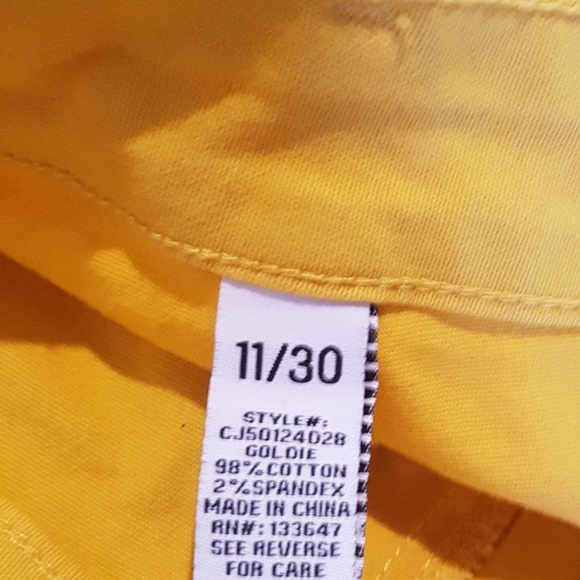 11/30
STYLE#:
CJ50124D28
GOLDIE
98%COTTON
2%SPANDEX
MADE IN CHINA
RN#: 133647
SEE REVERSE
FOR CARE